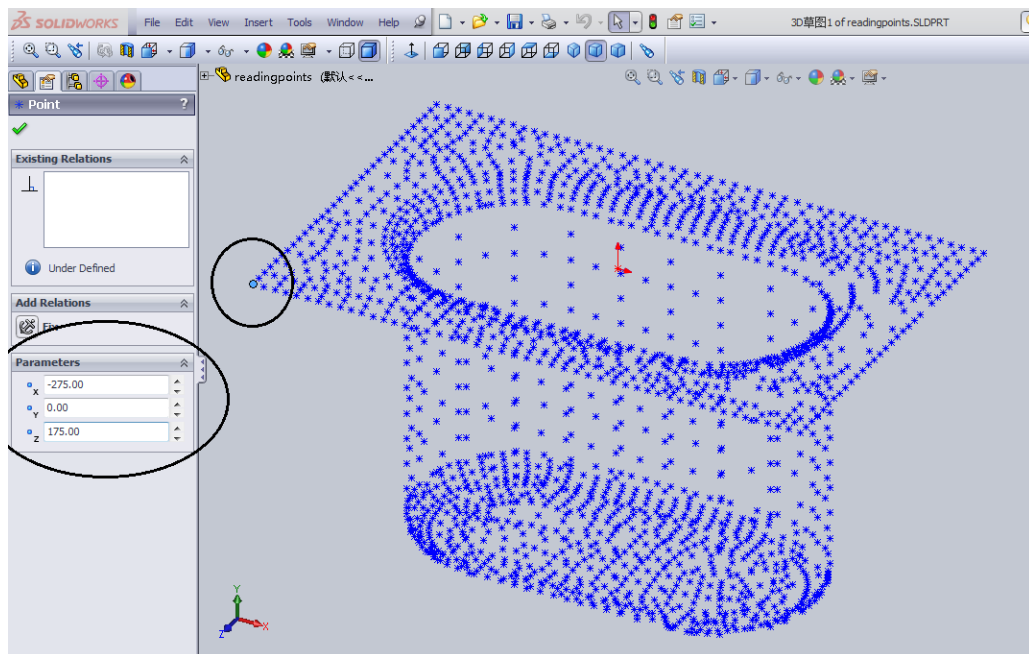 SOLIDWORKS File Edit View Insert Tools Window Help 3D草图1 of readingpoints.SLDPRT
readingpoints (默认<<...
Point ?
Existing Relations
Under Defined
Add Relations
Fix
Parameters
X -275.00
Y 0.00
Z 175.00
Y
Z X